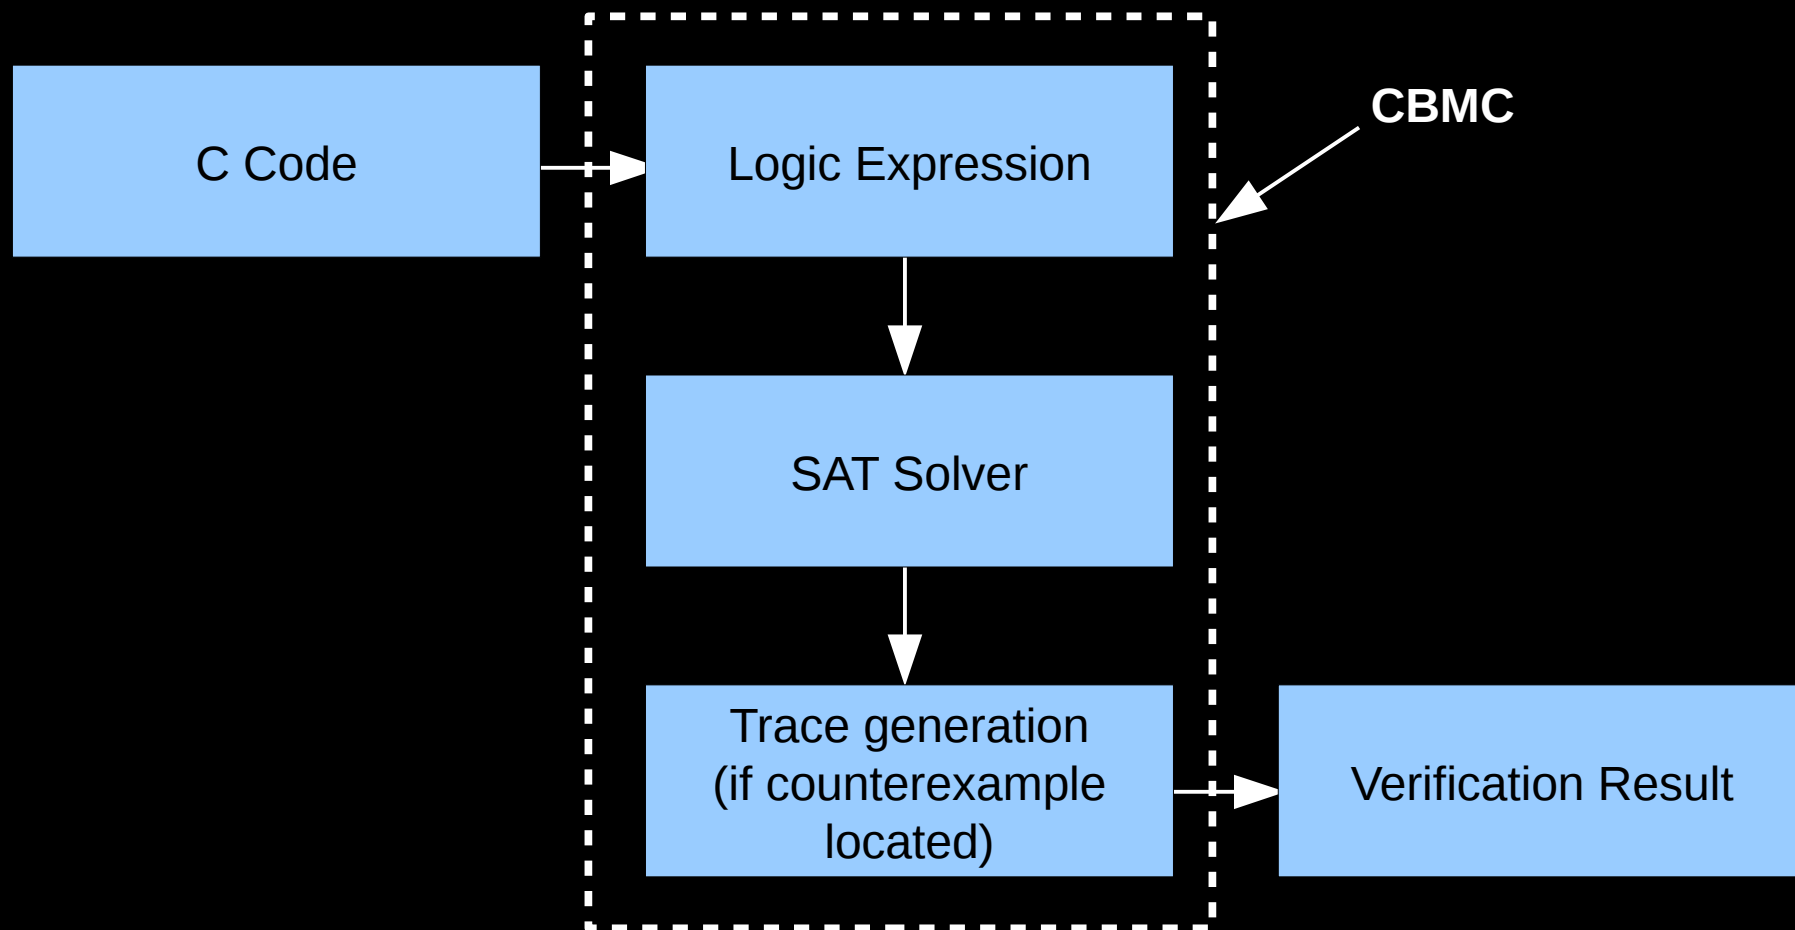 C Code
Logic Expression
CBMC
SAT Solver
Trace generation
(if counterexample
located)
Verification Result